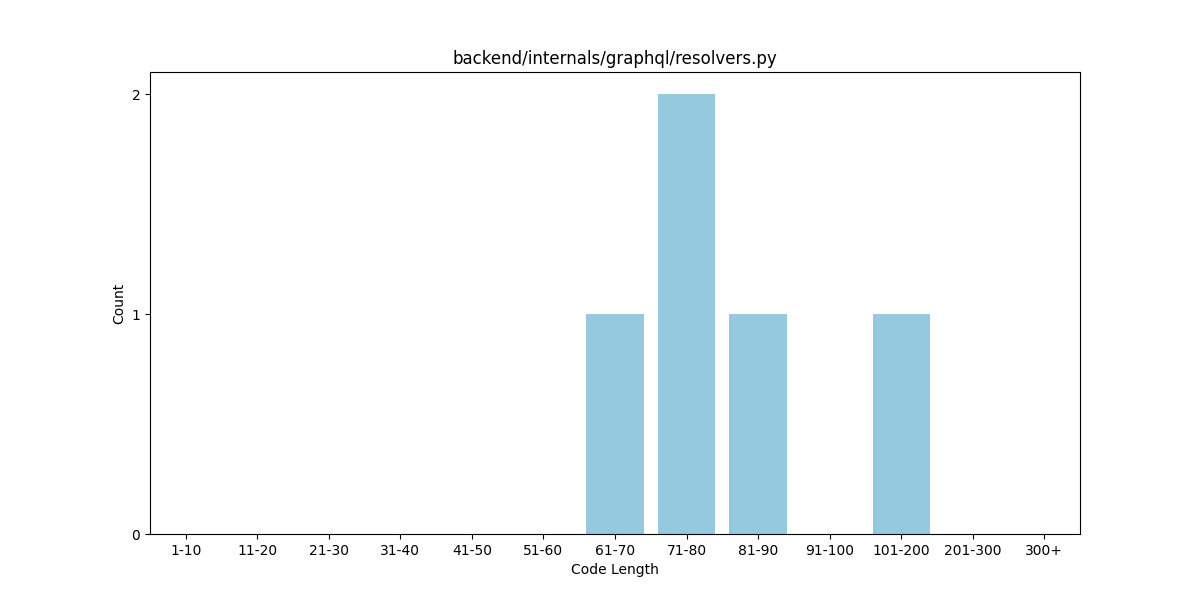 backend/internals/graphql/resolvers.py
2
1
0
Count
1-10 11-20 21-30 31-40 41-50 51-60 61-70 71-80 81-90 91-100 101-200 201-300 300+
Code Length